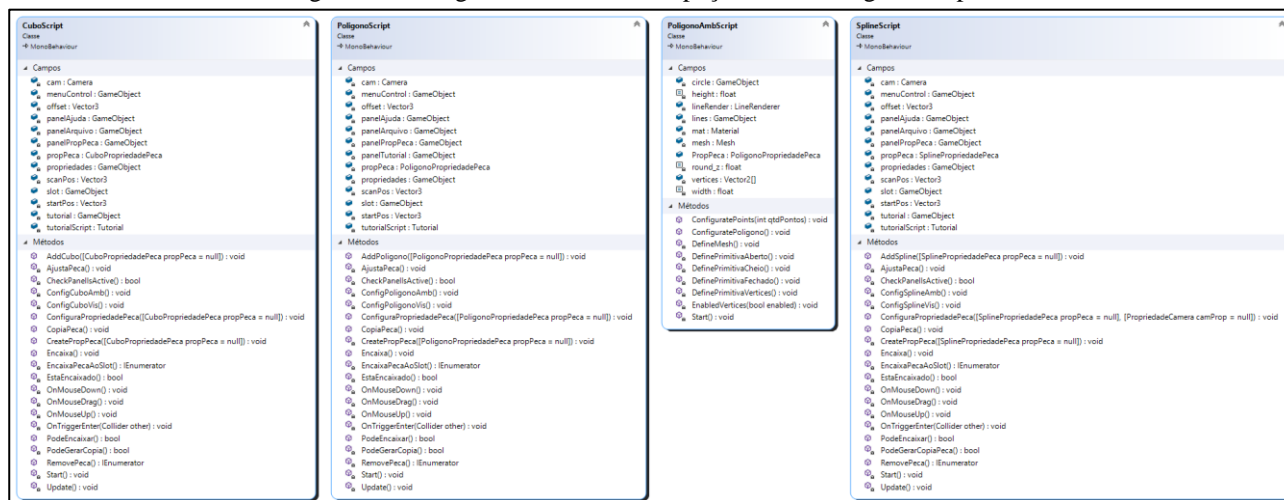 CuboScript
Classe
MonoBehaviour
Campos
cam : Camera
menuControl : GameObject
offset : Vector3
panelAjuda : GameObject
panelArquivo : GameObject
panelPropPeca : GameObject
propPeca : CuboPropriedadePeca
propriedades : GameObject
scanPos : Vector3
slot : GameObject
startPos : Vector3
tutorial : GameObject
tutorialScript : Tutorial
Métodos
AddCubo([CuboPropriedadePeca propPeca = null]) : void
AjustaPeca() : void
CheckPanelIsActive() : bool
ConfigCuboAmb() : void
ConfigCuboVis() : void
ConfiguraPropriedadePeca([CuboPropriedadePeca propPeca = null]) : void
CopiaPeca() : void
CreatePropPeca([CuboPropriedadePeca propPeca = null]) : void
Encaixa() : void
EncaixaPecaAoSlot() : IEnumerator
EstaEncaixado() : bool
OnMouseDown() : void
OnMouseDrag() : void
OnMouseUp() : void
OnTriggerEnter(Collider other) : void
PodeEncaixar() : bool
PodeGerarCopia() : bool
RemovePeca() : IEnumerator
Start() : void
Update() : void
PoligonoScript
Classe
MonoBehaviour
Campos
cam : Camera
menuControl : GameObject
offset : Vector3
panelAjuda : GameObject
panelArquivo : GameObject
panelPropPeca : GameObject
panelTutorial : GameObject
propPeca : PoligonoPropriedadePeca
propriedades : GameObject
scanPos : Vector3
slot : GameObject
startPos : Vector3
tutorialScript : Tutorial
Métodos
AddPoligono([PoligonoPropriedadePeca propPeca = null]) : void
AjustaPeca() : void
CheckPanelIsActive() : bool
ConfigPoligonoAmb() : void
ConfigPoligonoVis() : void
ConfiguraPropriedadePeca([PoligonoPropriedadePeca propPeca = null]) : void
CopiaPeca() : void
CreatePropPeca([PoligonoPropriedadePeca propPeca = null]) : void
Encaixa() : void
EncaixaPecaAoSlot() : IEnumerator
EstaEncaixado() : bool
OnMouseDown() : void
OnMouseDrag() : void
OnMouseUp() : void
OnTriggerEnter(Collider other) : void
PodeEncaixar() : bool
PodeGerarCopia() : bool
RemovePeca() : IEnumerator
Start() : void
Update() : void
PoligonoAmbScript
Classe
MonoBehaviour
Campos
circle : GameObject
height : float
lineRender : LineRenderer
lines : GameObject
mat : Material
mesh : Mesh
PropPeca : PoligonoPropriedadePeca
round_z : float
vertices : Vector2[]
width : float
Métodos
ConfiguratePoints(int qtdPontos) : void
ConfiguratePoligono() : void
DefineMesh() : void
DefinePrimitivaAberto() : void
DefinePrimitivaCheio() : void
DefinePrimitivaFechado() : void
DefinePrimitivaVertices() : void
EnabledVertices(bool enabled) : void
Start() : void
SplineScript
Classe
MonoBehaviour
Campos
cam : Camera
menuControl : GameObject
offset : Vector3
panelAjuda : GameObject
panelArquivo : GameObject
panelPropPeca : GameObject
propPeca : SplinePropriedadePeca
propriedades : GameObject
scanPos : Vector3
slot : GameObject
startPos : Vector3
tutorial : GameObject
tutorialScript : Tutorial
Métodos
AddSpline([SplinePropriedadePeca propPeca = null]) : void
AjustaPeca() : void
CheckPanelIsActive() : bool
ConfigSplineAmb() : void
ConfigSplineVis() : void
ConfiguraPropriedadePeca([SplinePropriedadePeca propPeca = null], [PropriedadeCamera camProp = null]) : void
CopiaPeca() : void
CreatePropPeca([SplinePropriedadePeca propPeca = null]) : void
Encaixa() : void
EncaixaPecaAoSlot() : IEnumerator
EstaEncaixado() : bool
OnMouseDown() : void
OnMouseDrag() : void
OnMouseUp() : void
OnTriggerEnter(Collider other) : void
PodeEncaixar() : bool
PodeGerarCopiaPeca() : bool
RemovePeca() : IEnumerator
Start() : void
Update() : void